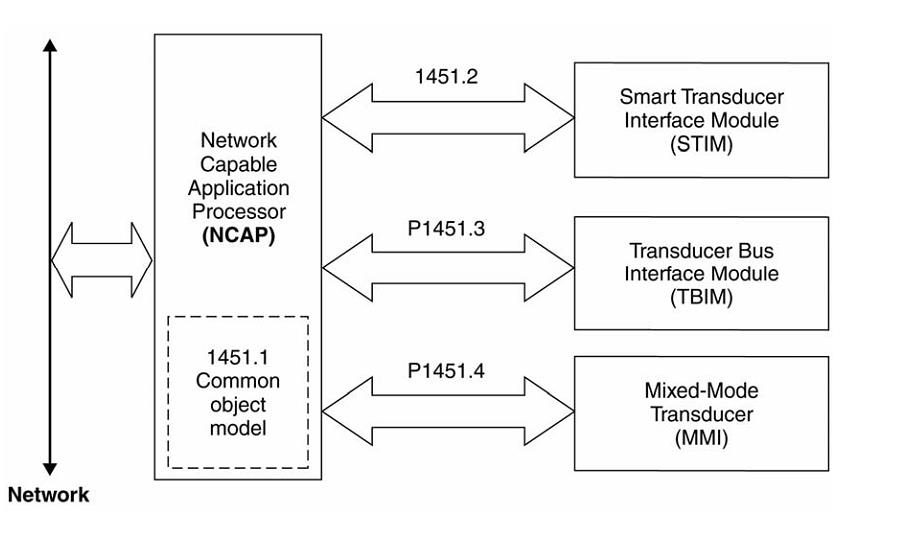 Network
Capable
Application
Processor
(NCAP)
1451.1
Common
object
model
Network
1451.2
P1451.3
P1451.4
Smart Transducer
Interface Module
(STIM)
Transducer Bus
Interface Module
(TBIM)
Mixed-Mode
Transducer
(MMI)